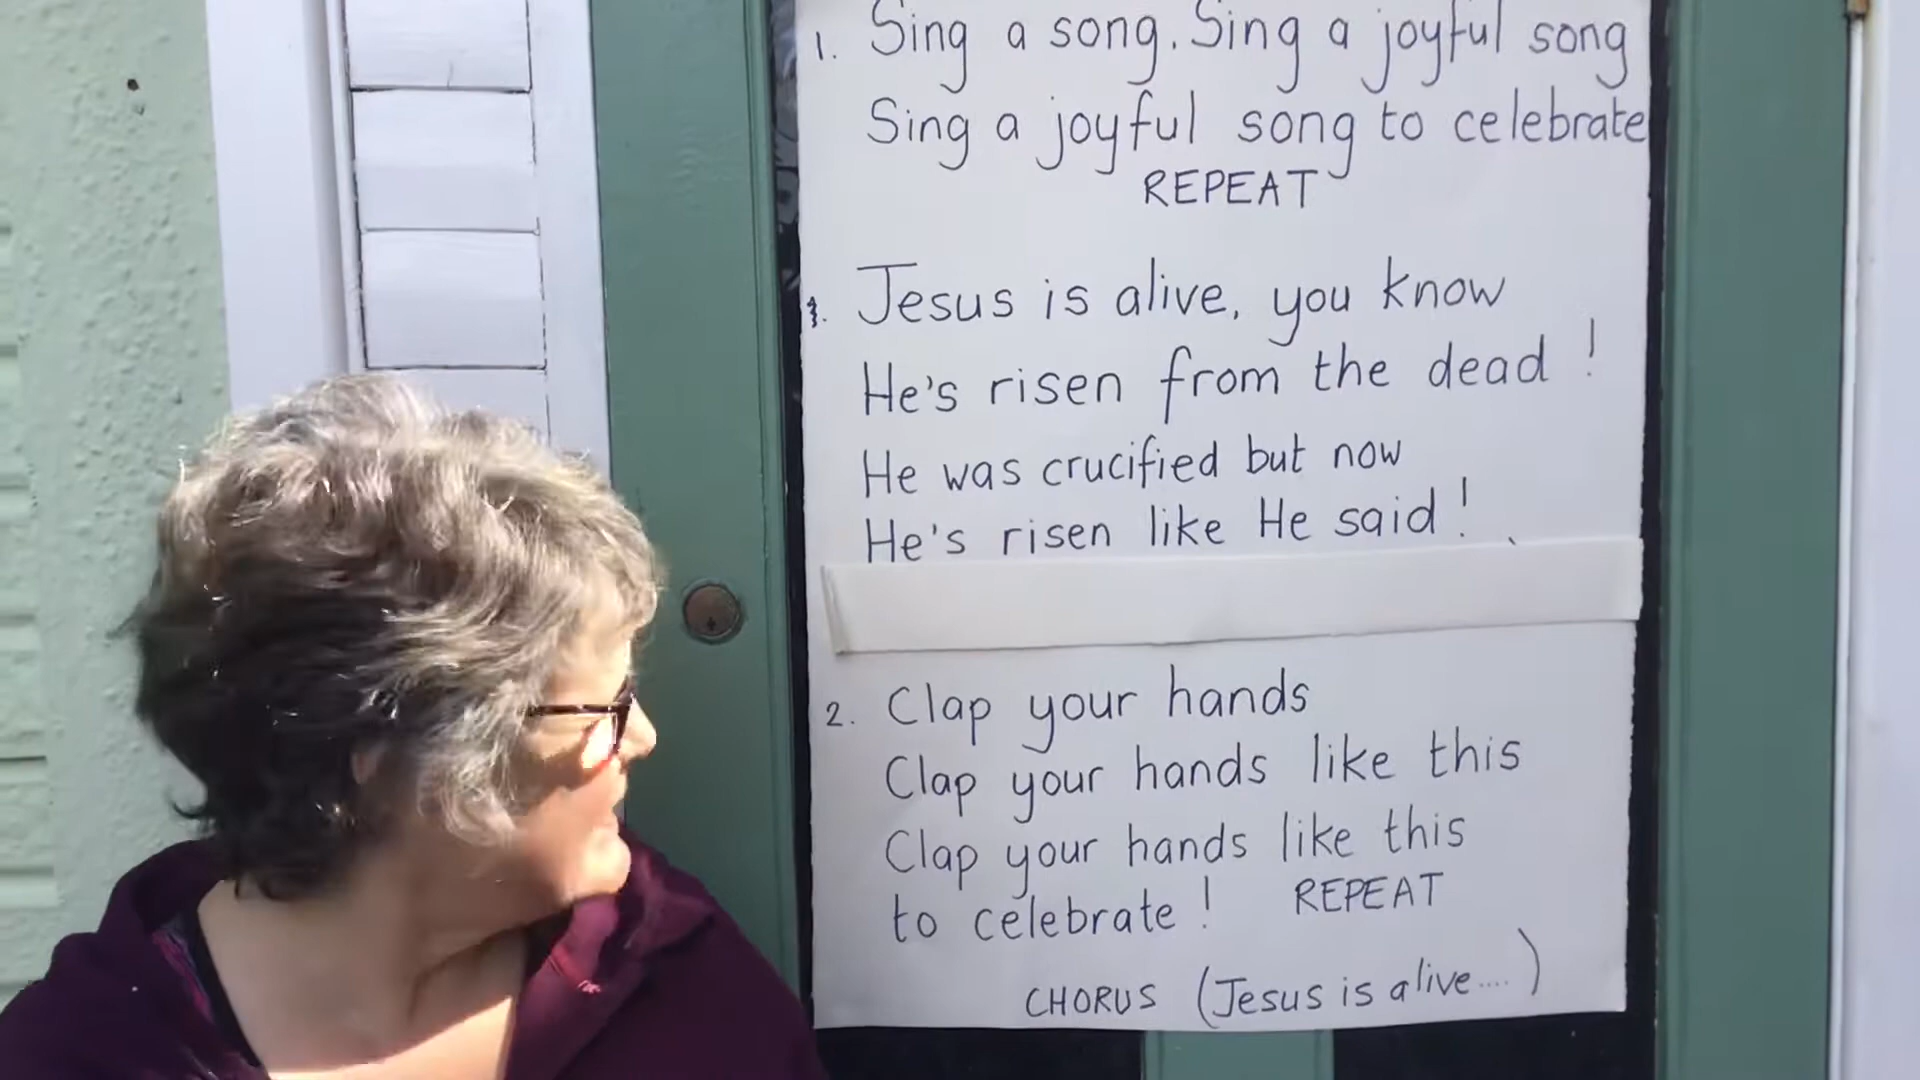 1. Sing a song. Sing a joyful song
Sing a joyful song to celebrate
REPEAT
Jesus is alive, you know
He's risen from the dead!
He was crucified but now
He's risen like He said!
2. Clap your hands
Clap your hands like this
Clap your hands like this
to celebrate! REPEAT
CHORUS (Jesus is alive....)